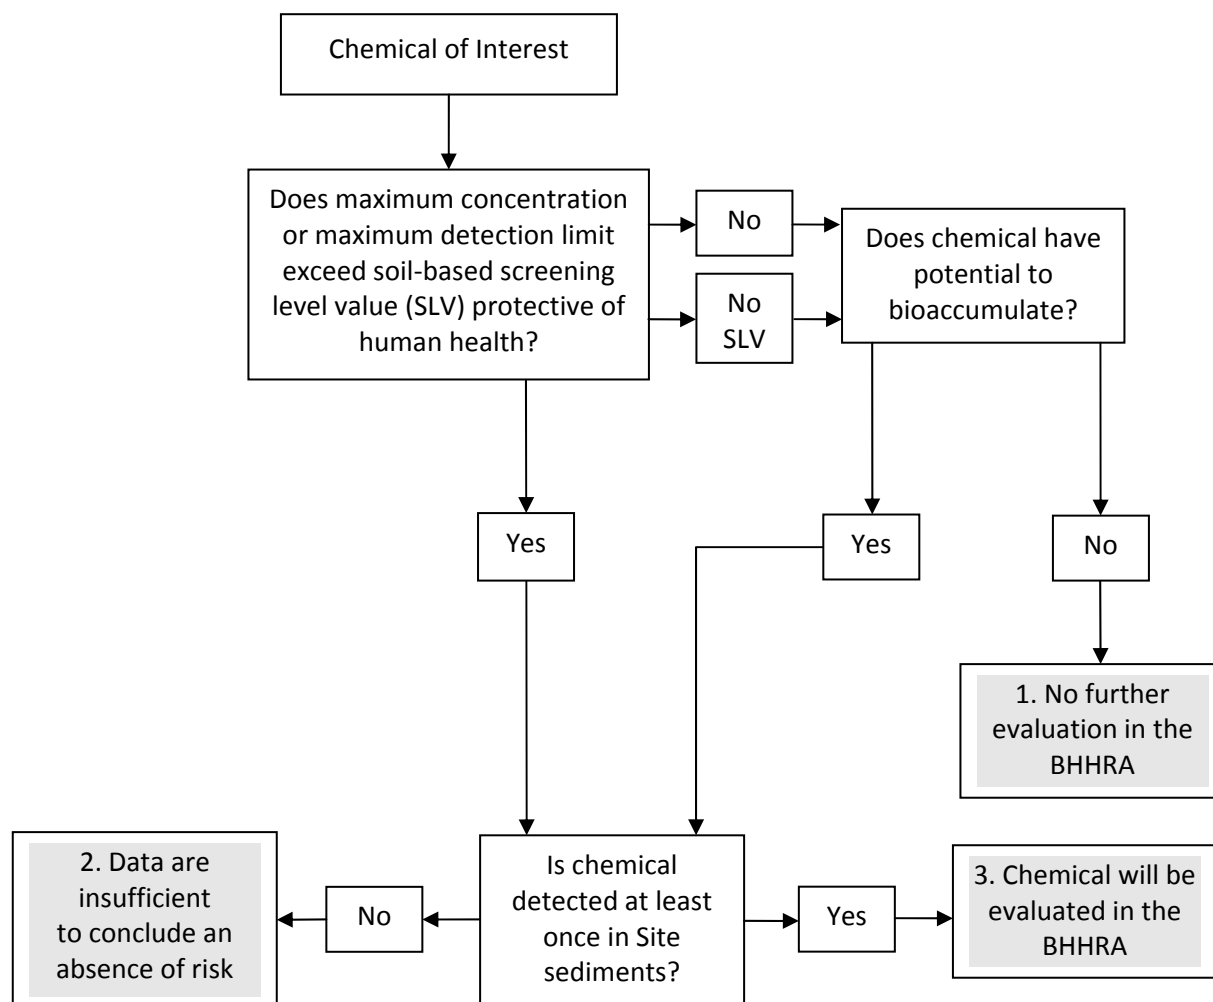 Chemical of Interest
Does maximum concentration
or maximum detection limit
exceed soil-based screening
level value (SLV) protective of
human health?
No
No
SLV
Does chemical have
potential to
bioaccumulate?
Yes
Yes
No
1. No further
evaluation in the
BHHRA
2. Data are
insufficient
to conclude an
absence of risk
No
Is chemical
detected at least
once in Site
sediments?
Yes
3. Chemical will be
evaluated in the
BHHRA